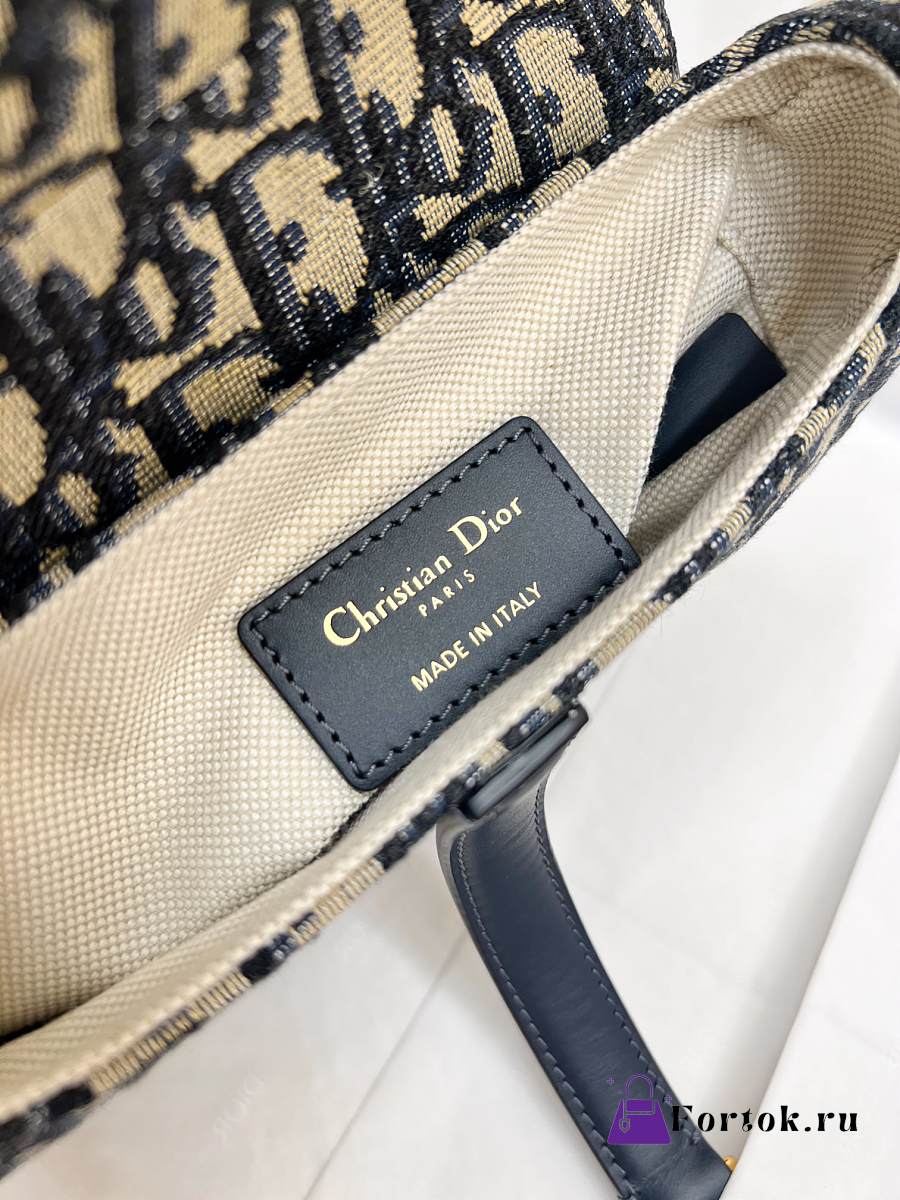 Christian Dior
PARIS
MADE IN ITALY
Fortok.ru